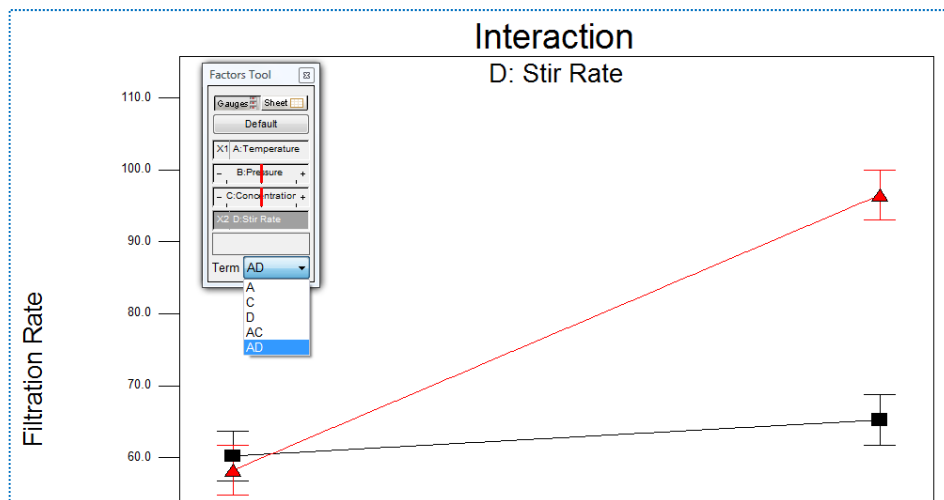 Interaction
D: Stir Rate
Factors Tool
Gauges Sheet
Default
X1 A:Temperature
- B:Pressure +
- C:Concentration +
X2 D:Stir Rate
Term AD
A
C
D
AC
AD
110.0
100.0
90.0
80.0
70.0
60.0
Filtration Rate